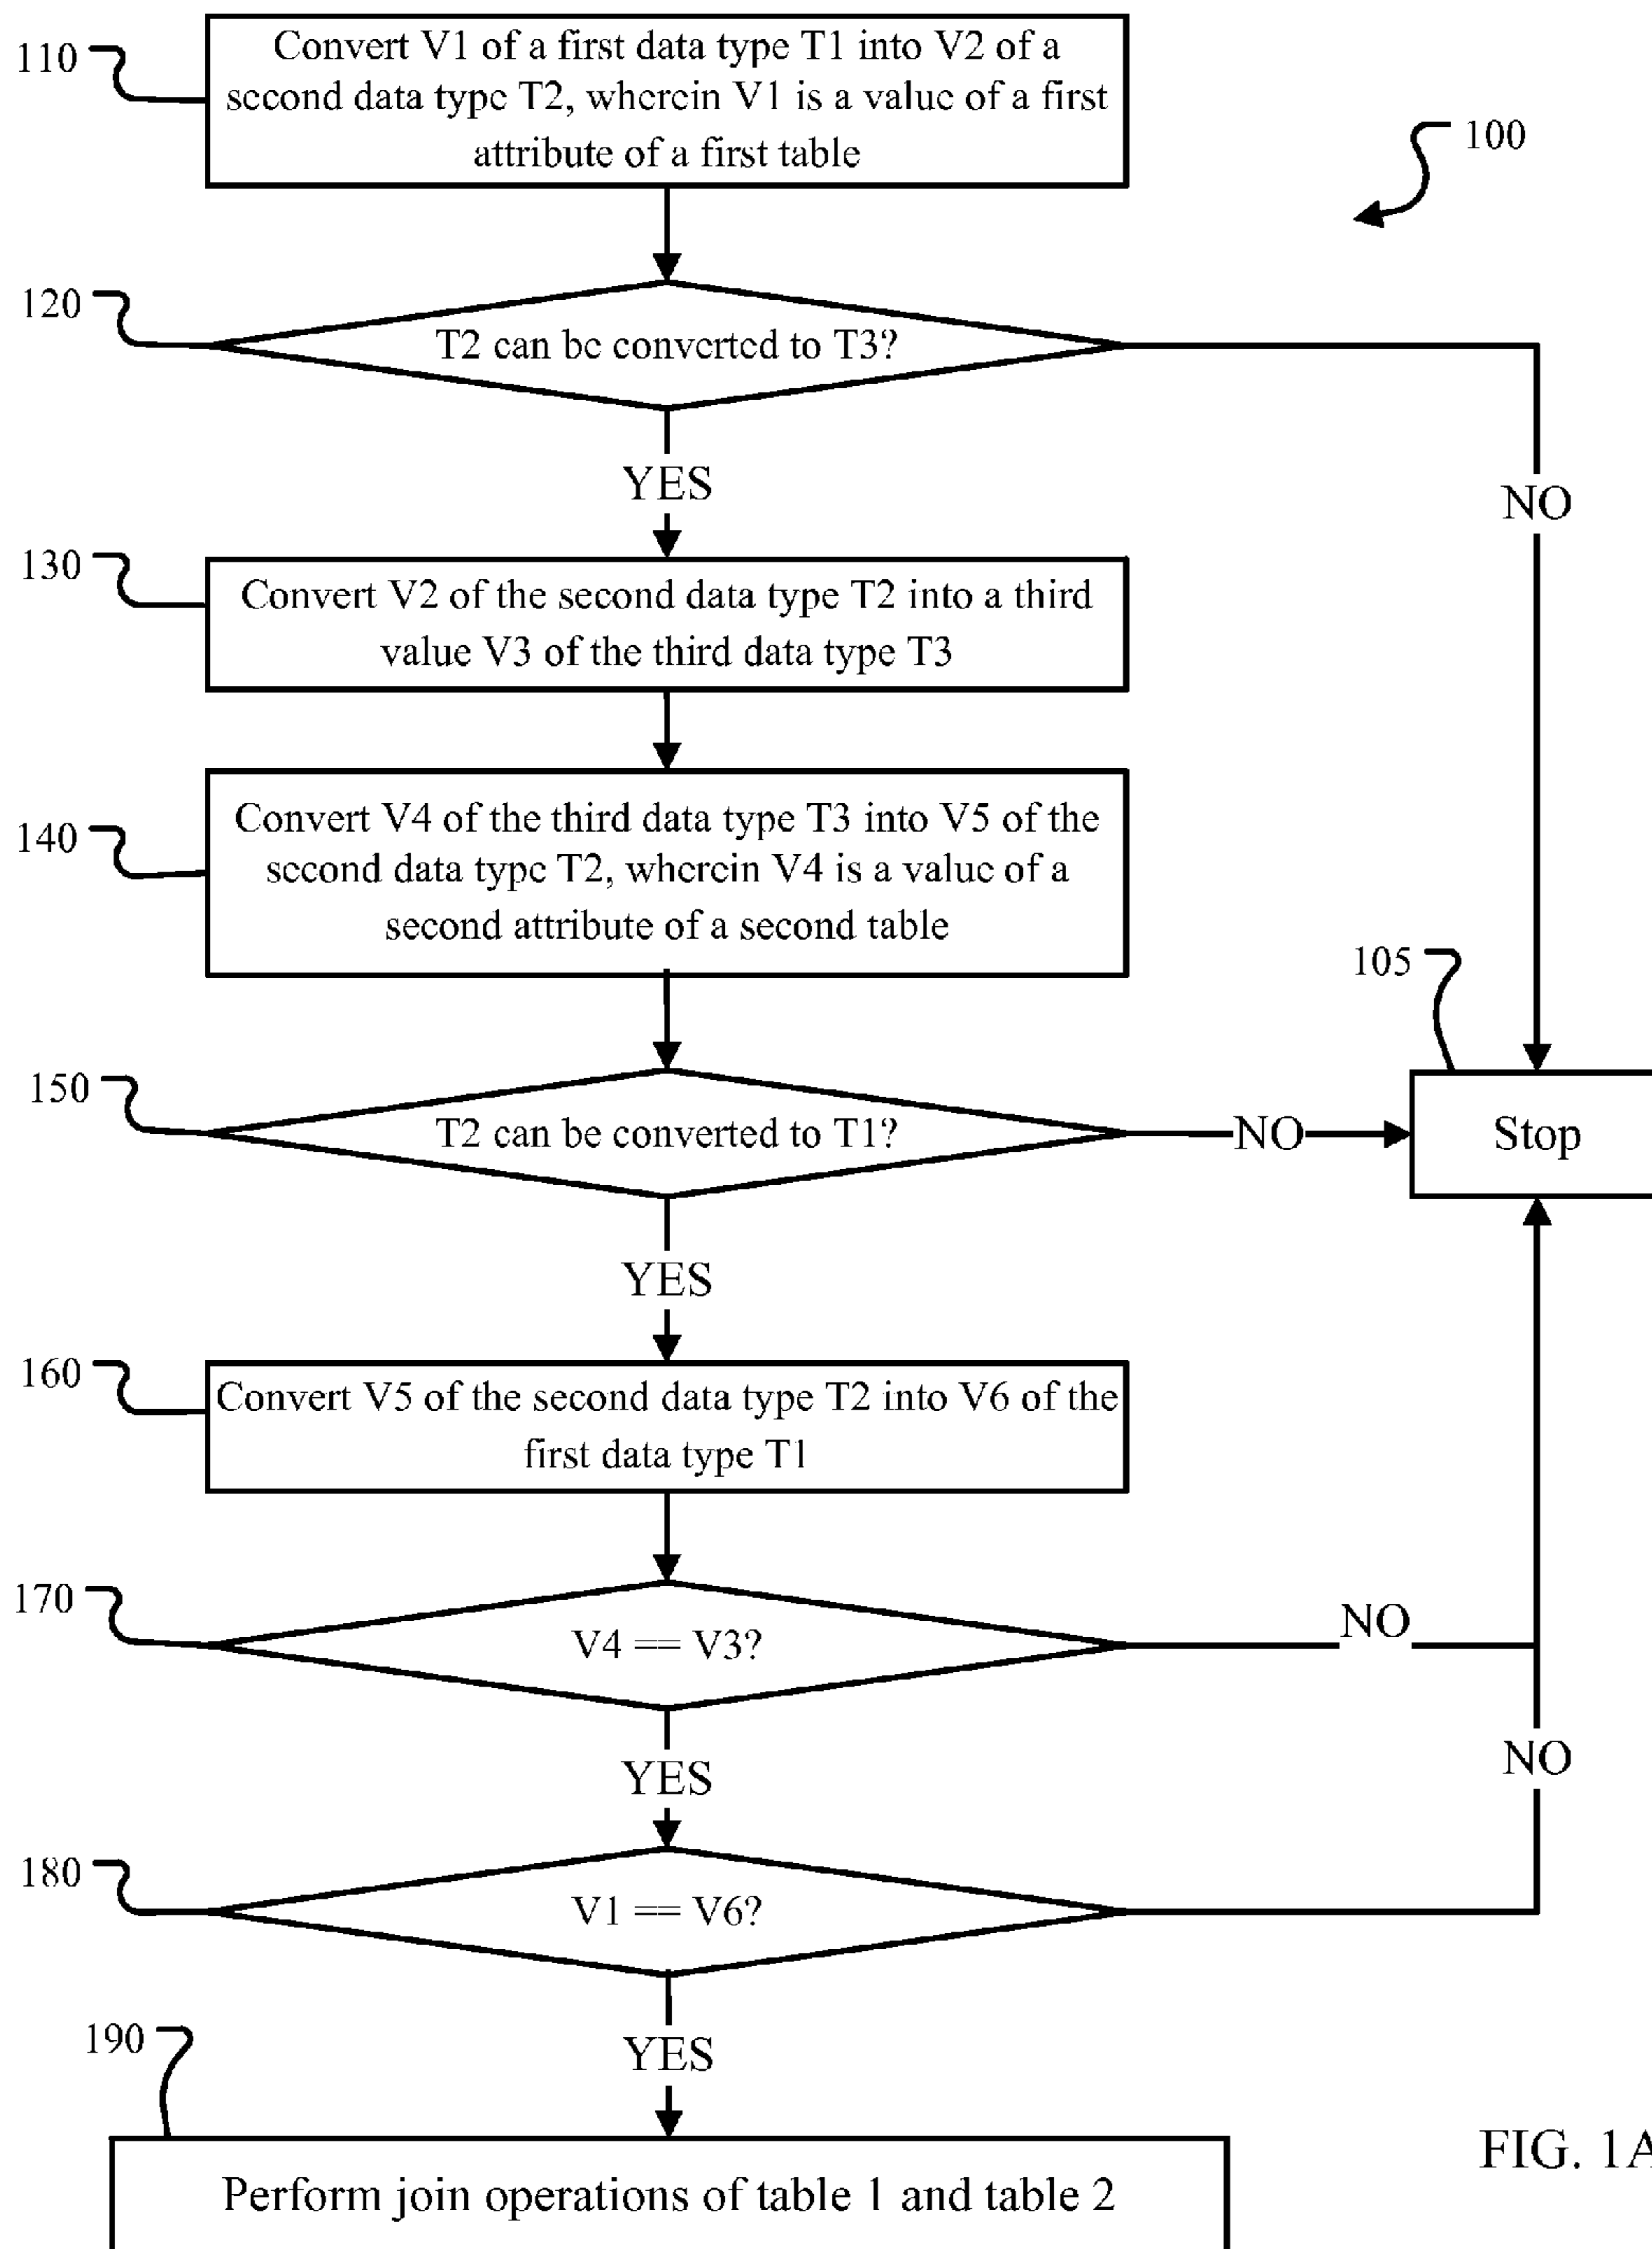 110
Convert V1 of a first data type T1 into V2 of a
second data type T2, wherein V1 is a value of a first
attribute of a first table
100
120
T2 can be converted to T3?
YES
NO
130
Convert V2 of the second data type T2 into a third
value V3 of the third data type T3
140
Convert V4 of the third data type T3 into V5 of the
second data type T2, wherein V4 is a value of a
second attribute of a second table
105
150
T2 can be converted to T1?
NO
Stop
YES
160
Convert V5 of the second data type T2 into V6 of the
first data type T1
170
V4 == V3?
NO
YES
NO
180
V1 == V6?
190
YES
FIG. 1A
Perform join operations of table 1 and table 2